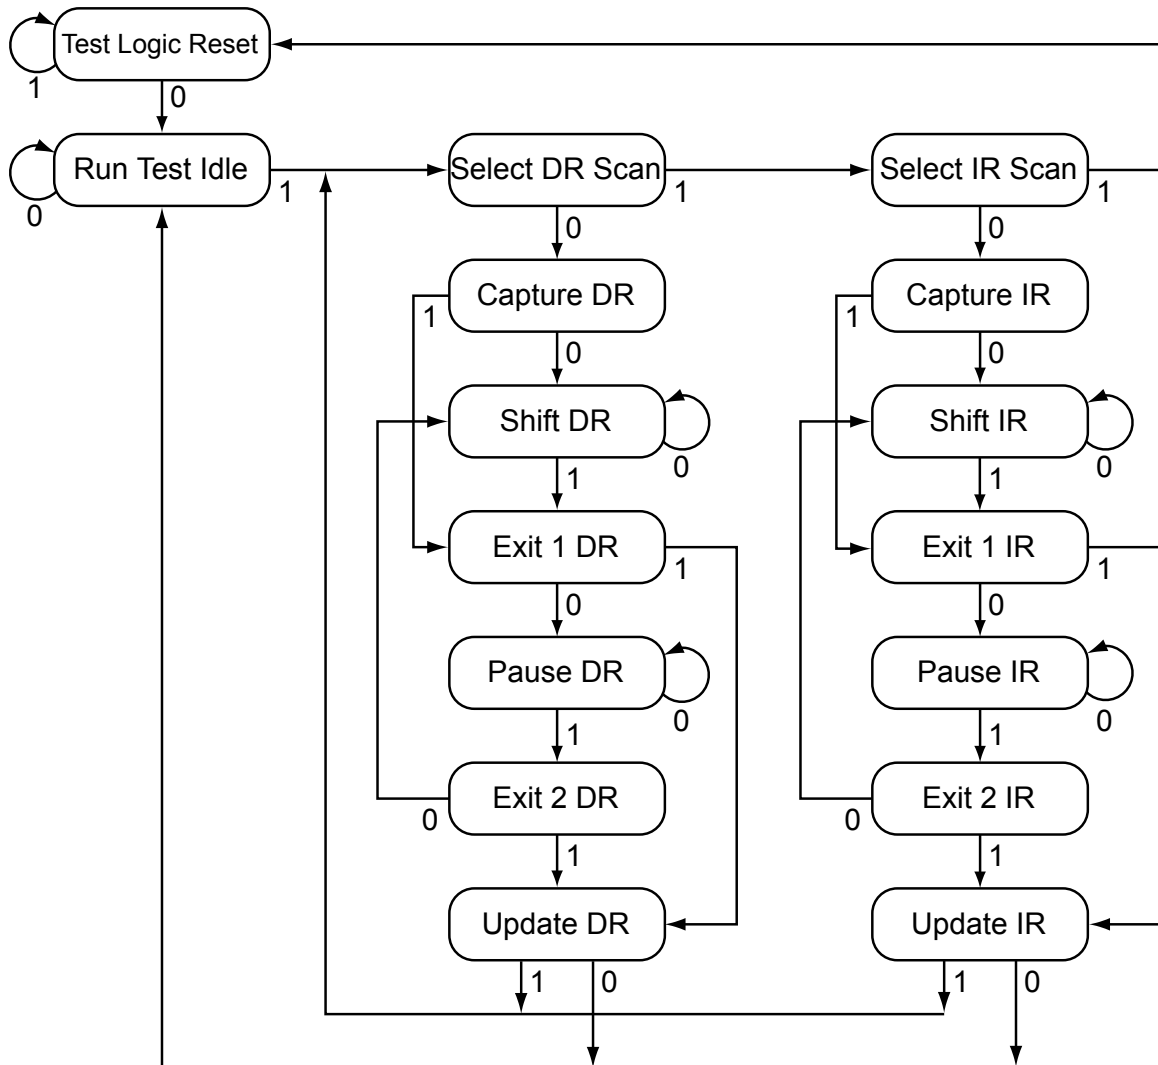 Test Logic Reset
1
0
Run Test Idle
0
1
Select DR Scan
1
Select IR Scan
1
0
0
Capture DR
Capture IR
1
1
0
0
Shift DR
Shift IR
0
0
1
1
Exit 1 DR
Exit 1 IR
1
1
0
0
Pause DR
Pause IR
0
0
1
1
Exit 2 DR
Exit 2 IR
0
0
1
1
Update DR
Update IR
1
0
1
0